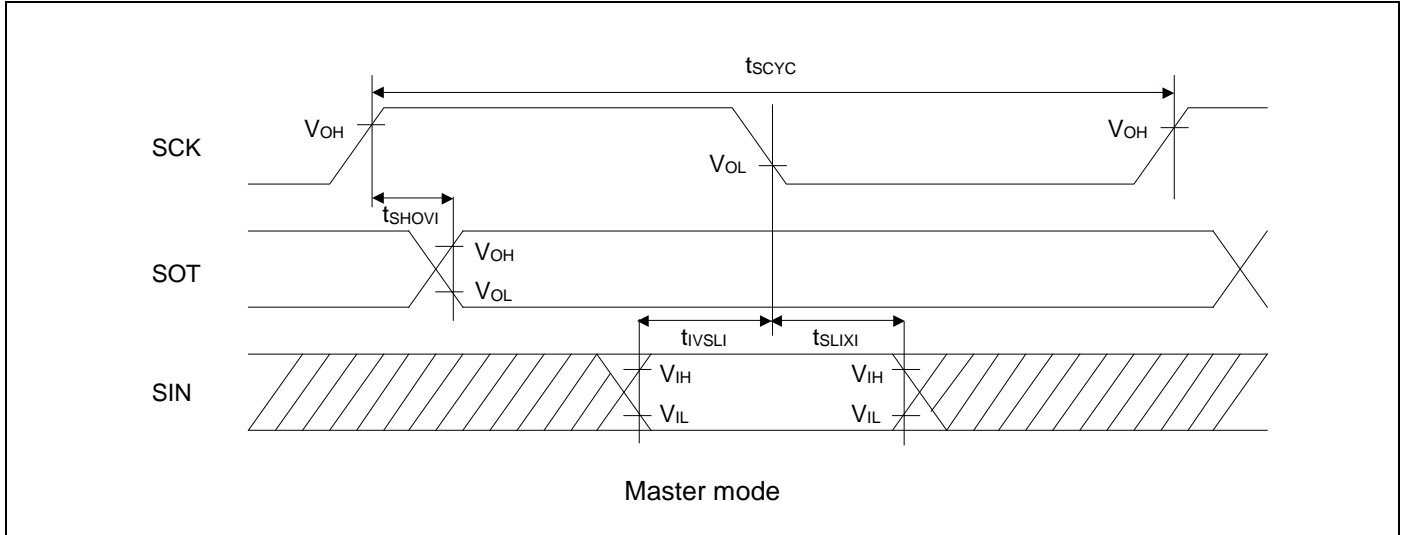 tSCYC
VOH
VOH
SCK
VOL
tSHOVI
VOH
SOT
VOL
tIVSLI
tSLIXI
VIH
VIH
SIN
VIL
VIL
Master mode